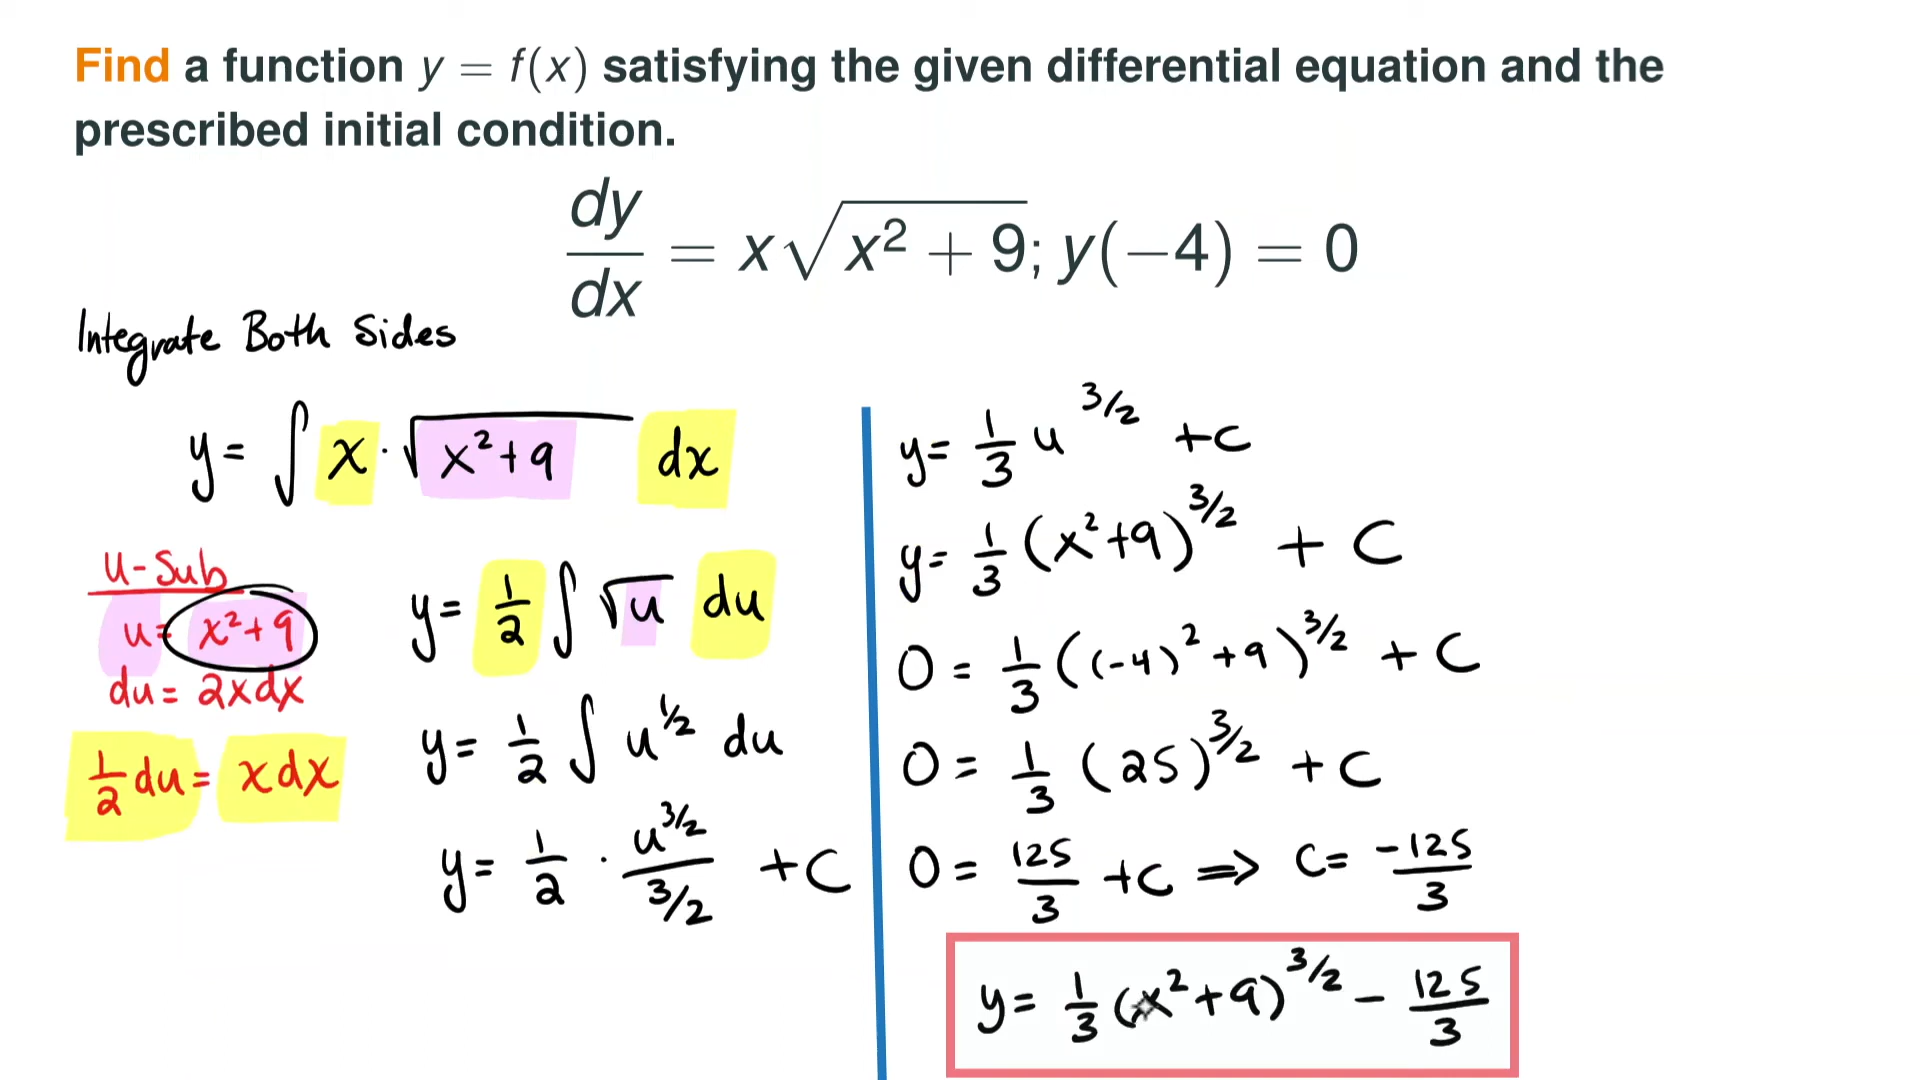 Find a function y = f(x) satisfying the given differential equation and the
prescribed initial condition.
dy/dx = x√(x² + 9); y(−4) = 0
Integrate Both Sides
y = ∫ x · √(x²+9) dx
U-Sub
u = x²+9
du = 2xdx
½ du = xdx
y = ½ ∫ √u du
y = ½ ∫ u^½ du
y = ½ · u^(3/2) / (3/2) + C
y = ⅓ u^(3/2) + C
y = ⅓ (x²+9)^(3/2) + C
0 = ⅓ ((-4)²+9)^(3/2) + C
0 = ⅓ (25)^(3/2) + C
0 = 125/3 + C ⇒ C = -125/3
y = ⅓ (x²+9)^(3/2) − 125/3